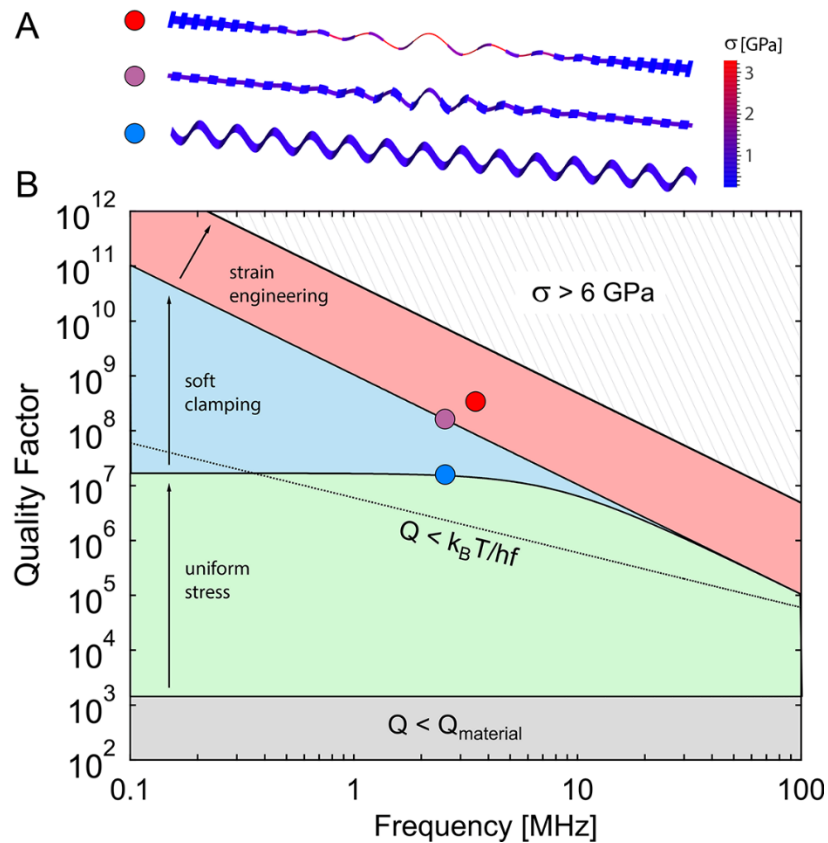 A
σ [GPa]
3
2
1
B
10^12
10^11
10^10
10^9
10^8
10^7
10^6
10^5
10^4
10^3
10^2
Quality Factor
strain
engineering
σ > 6 GPa
soft
clamping
Q < k_BT/hf
uniform
stress
Q < Q_material
0.1
1
10
100
Frequency [MHz]